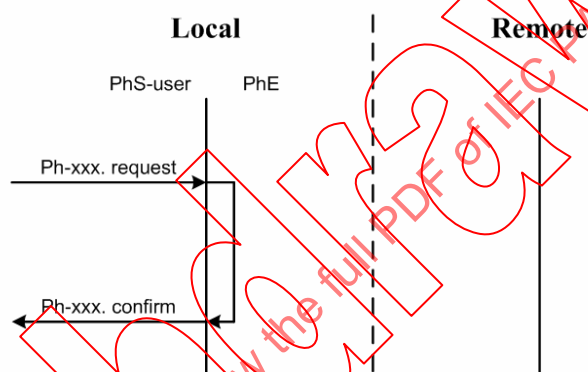 Local
Remote
PhS-user
PhE
Ph-xxx. request
Ph-xxx. confirm
w the full PDF of IEC